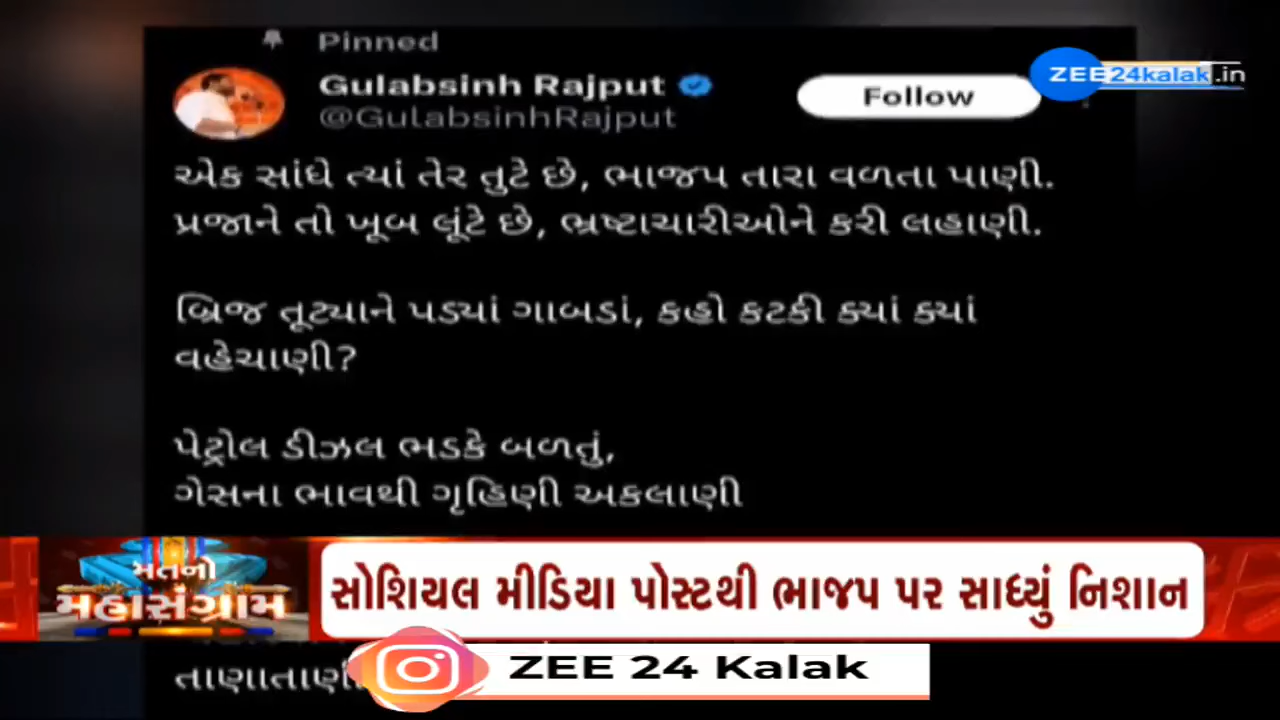 Pinned
Gulabsinh Rajput
@GulabsinhRajput
Follow
ZEE24kalak.in
એક સાંધે ત્યાં તેર તુટે છે, ભાજપ તારા વળતા પાણી.
પ્રજાને તો ખૂબ લૂંટે છે, ભ્રષ્ટાચારીઓને કરી લહાણી.
બ્રિજ તૂટ્યાને પડ્યાં ગાબડાં, કહો કટકી ક્યાં ક્યાં
વહેચાણી?
પેટ્રોલ ડીઝલ ભડકે બળતું,
ગેસના ભાવથી ગૃહિણી અકલાણી
મતનો
મહાસંગ્રામ
સોશિયલ મીડિયા પોસ્ટથી ભાજપ પર સાધ્યું નિશાન
તાણાતાણી
ZEE 24 Kalak